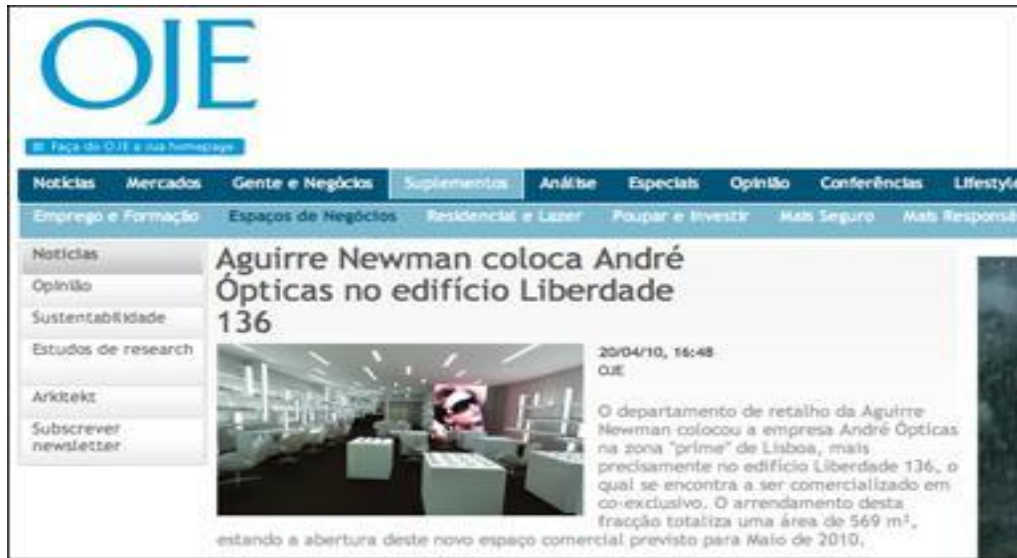 OJE
Faça do OJE a sua homepage
Notícias Mercados Gente e Negócios Suplementos Análise Especiais Opinião Conferências Lifestyle
Emprego e Formação Espaços de Negócios Residencial e Lazer Poupar e Investir Mais Seguro Mais Responsá
Notícias
Opinião
Sustentabilidade
Estudos de research
Arkitekt
Subscrever
newsletter
Aguirre Newman coloca André
Ópticas no edifício Liberdade
136
20/04/10, 16:48
OJE
O departamento de retalho da Aguirre
Newman colocou a empresa André Ópticas
na zona "prime" de Lisboa, mais
precisamente no edifício Liberdade 136, o
qual se encontra a ser comercializado em
co-exclusivo. O arrendamento desta
fracção totaliza uma área de 569 m²,
estando a abertura deste novo espaço comercial previsto para Maio de 2010.